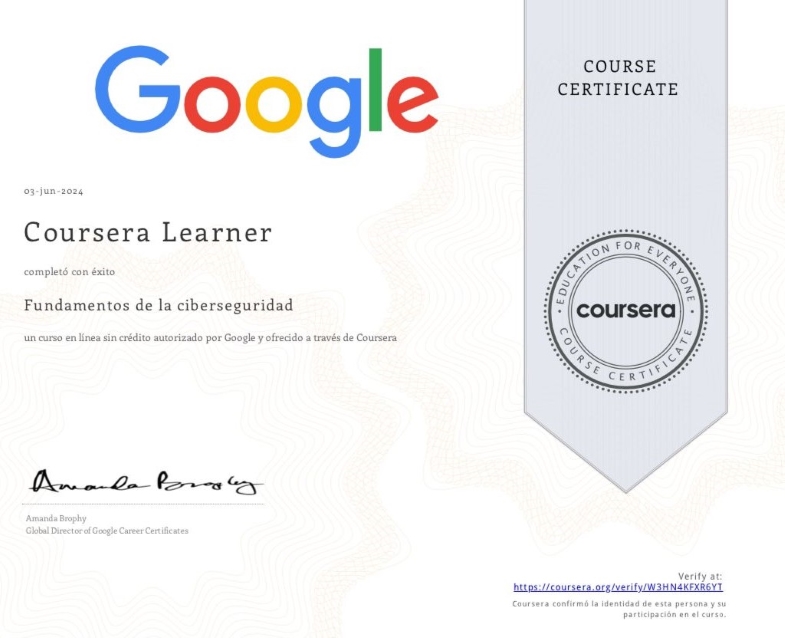 Google
COURSE
CERTIFICATE
03-jun-2024
Coursera Learner
completó con éxito
Fundamentos de la ciberseguridad
un curso en línea sin crédito autorizado por Google y ofrecido a través de Coursera
EDUCATION FOR EVERYONE
coursera
COURSE CERTIFICATE
Amanda Brophy
Amanda Brophy
Global Director of Google Career Certificates
Verify at:
https://coursera.org/verify/W3HN4KFXR6YT
Coursera confirmó la identidad de esta persona y su
participación en el curso.